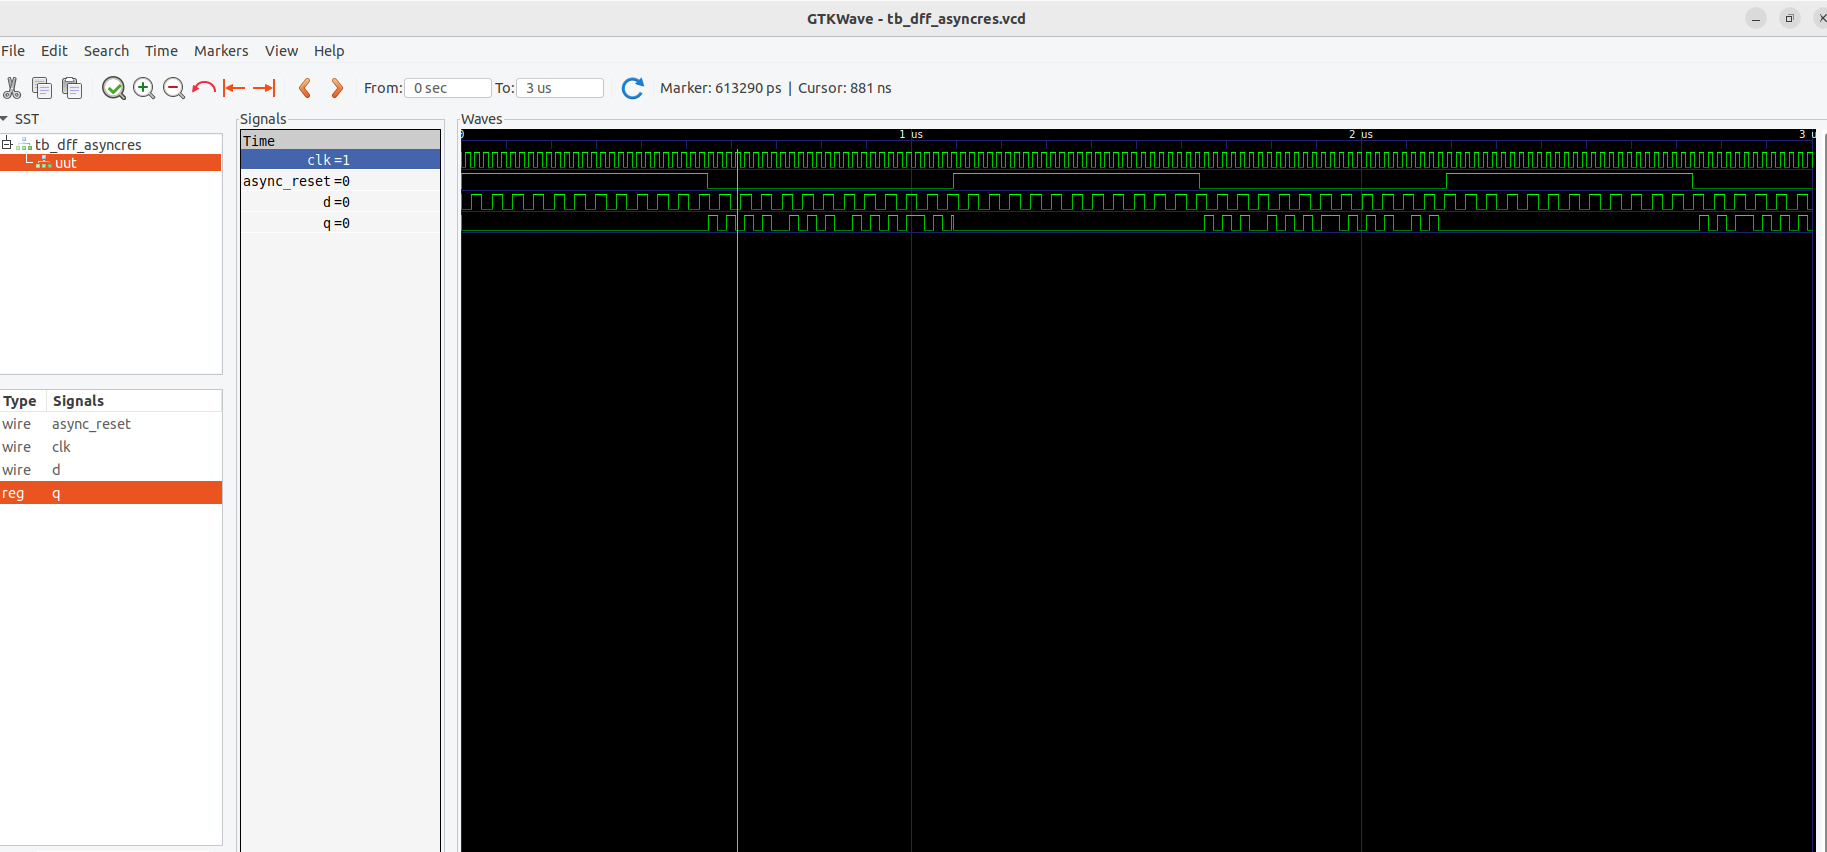 GTKWave - tb_dff_asyncres.vcd
File Edit Search Time Markers View Help
From: 0 sec To: 3 us Marker: 613290 ps | Cursor: 881 ns
SST
tb_dff_asyncres
uut
Type Signals
wire async_reset
wire clk
wire d
reg q
Signals
Time
clk=1
async_reset=0
d=0
q=0
Waves
0 1 us 2 us 3 u